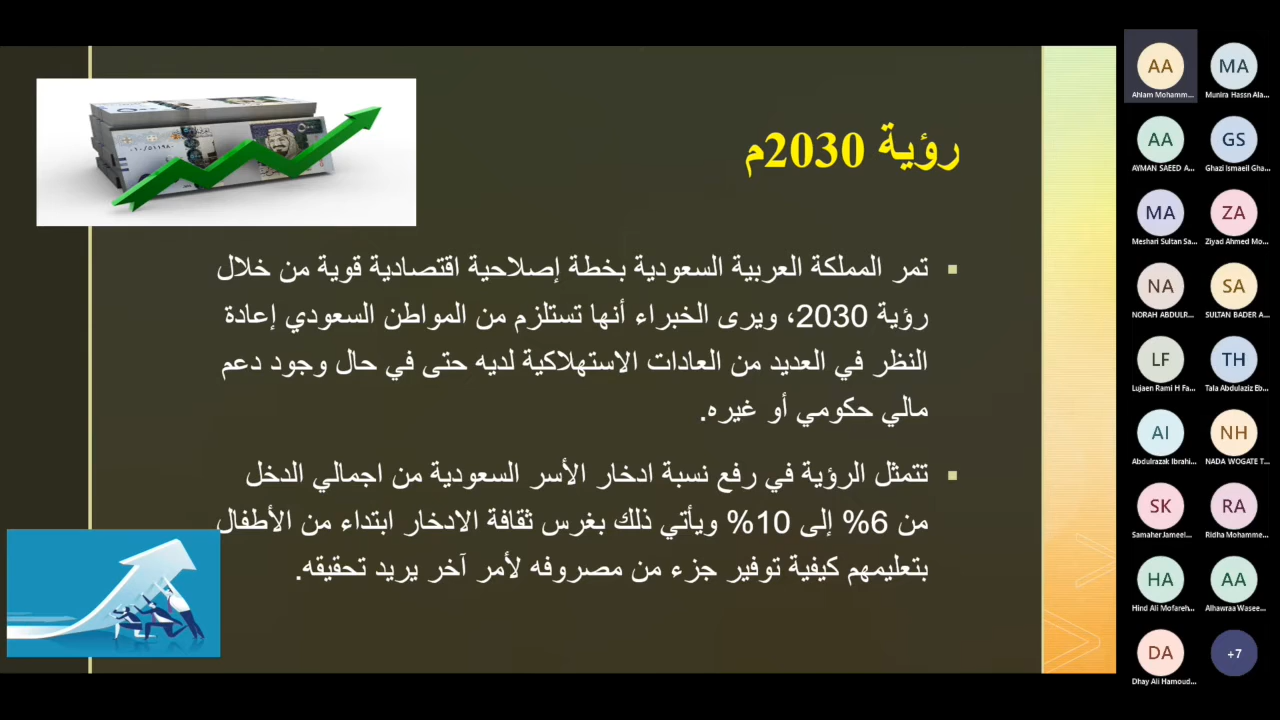 رؤية 2030م
تمر المملكة العربية السعودية بخطة إصلاحية اقتصادية قوية من خلال
رؤية 2030، ويرى الخبراء أنها تستلزم من المواطن السعودي إعادة
النظر في العديد من العادات الاستهلاكية لديه حتى في حال وجود دعم
مالي حكومي أو غيره.
تتمثل الرؤية في رفع نسبة ادخار الأسر السعودية من اجمالي الدخل
من 6% إلى 10% ويأتي ذلك بغرس ثقافة الادخار ابتداء من الأطفال
بتعليمهم كيفية توفير جزء من مصروفه لأمر آخر يريد تحقيقه.
AA
Ahlam Mohamm...
MA
Munira Hassn Ala...
AA
AYMAN SAEED A...
GS
Ghazi Ismaeil Gha...
MA
Meshari Sultan Sa...
ZA
Ziyad Ahmed Mo...
NA
NORAH ABDULR...
SA
SULTAN BADER A...
LF
Lujaen Rami H Fa...
TH
Tala Abdulaziz Eb...
AI
Abdulrazak Ibrahi...
NH
NADA WOGATE T...
SK
Samaher Jameel...
RA
Ridha Mohamme...
HA
Hind Ali Mofareh...
AA
Alhawraa Wasee...
DA
Dhay Ali Hamoud...
+7